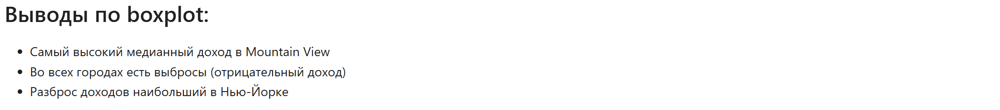 Выводы по boxplot:
Самый высокий медианный доход в Mountain View
Во всех городах есть выбросы (отрицательный доход)
Разброс доходов наибольший в Нью-Йорке